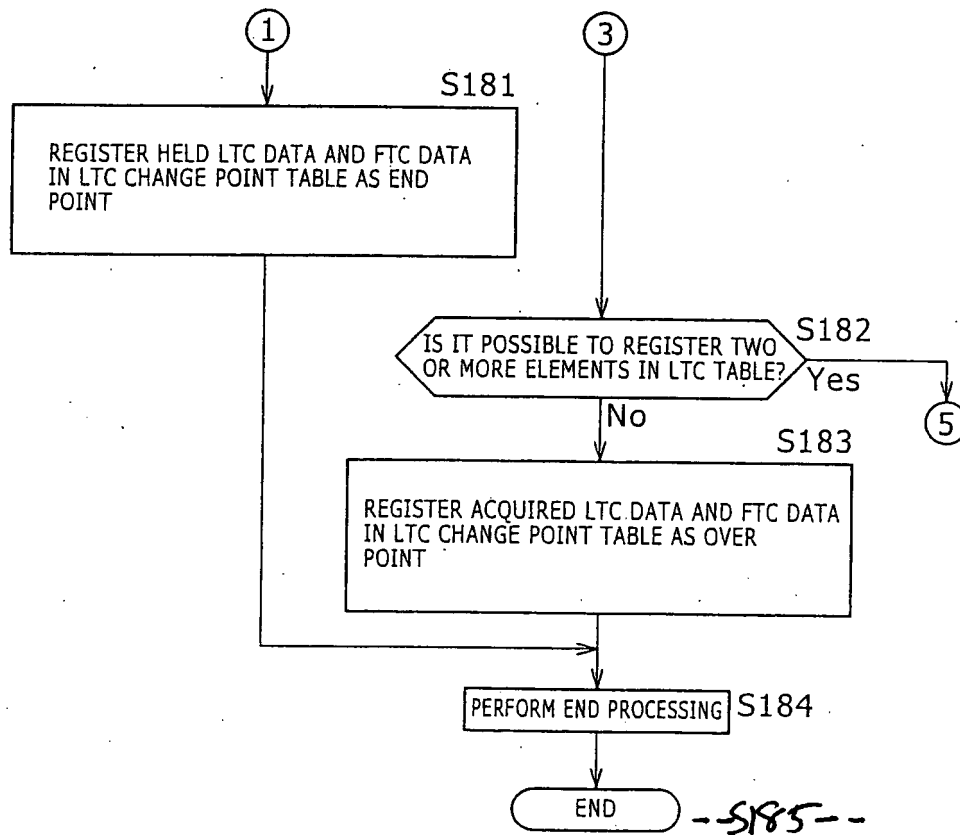 1
3
S181
REGISTER HELD LTC DATA AND FTC DATA
IN LTC CHANGE POINT TABLE AS END
POINT
S182
IS IT POSSIBLE TO REGISTER TWO
OR MORE ELEMENTS IN LTC TABLE?
Yes
5
No
S183
REGISTER ACQUIRED LTC DATA AND FTC DATA
IN LTC CHANGE POINT TABLE AS OVER
POINT
PERFORM END PROCESSING
S184
END
--S185--